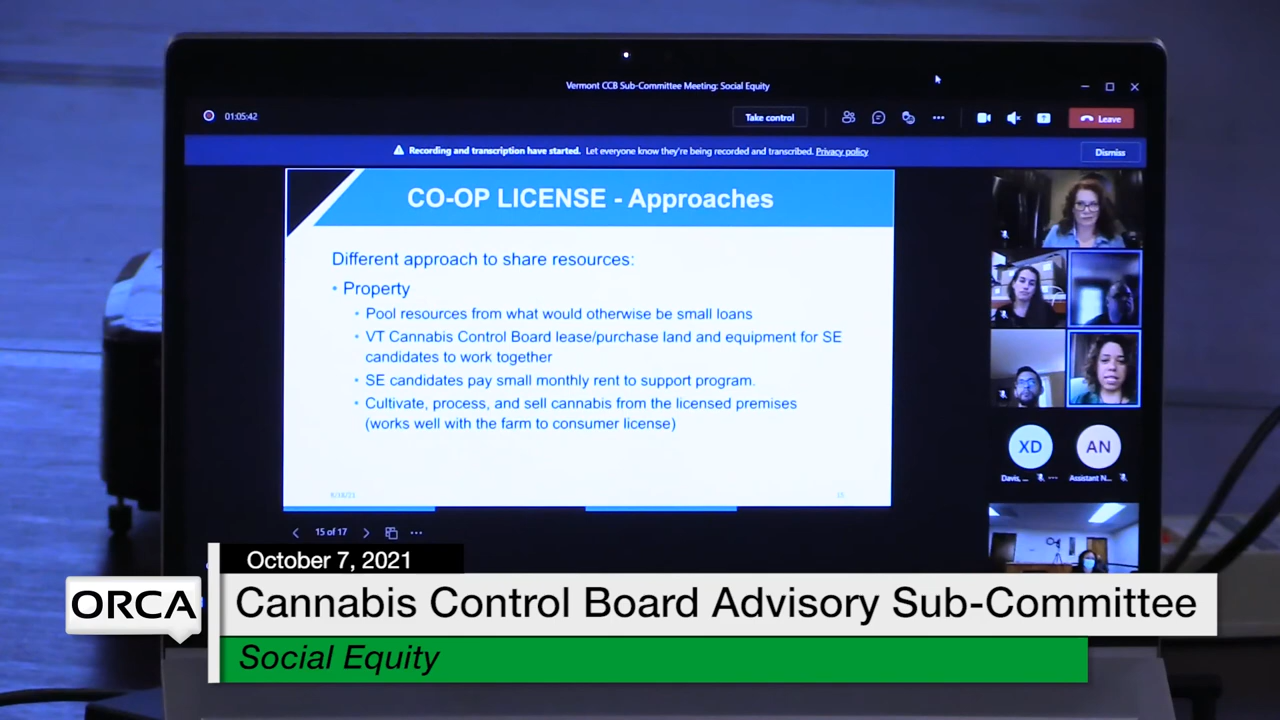 Vermont CCB Sub-Committee Meeting: Social Equity
01:05:42
Take control
Leave
Recording and transcription have started. Let everyone know they're being recorded and transcribed. Privacy policy
Dismiss
CO-OP LICENSE - Approaches
Different approach to share resources:
• Property
• Pool resources from what would otherwise be small loans
• VT Cannabis Control Board lease/purchase land and equipment for SE
candidates to work together
• SE candidates pay small monthly rent to support program.
• Cultivate, process, and sell cannabis from the licensed premises
(works well with the farm to consumer license)
15
XD
AN
Davis, ...
Assistant N...
15 of 17
October 7, 2021
ORCA
Cannabis Control Board Advisory Sub-Committee
Social Equity